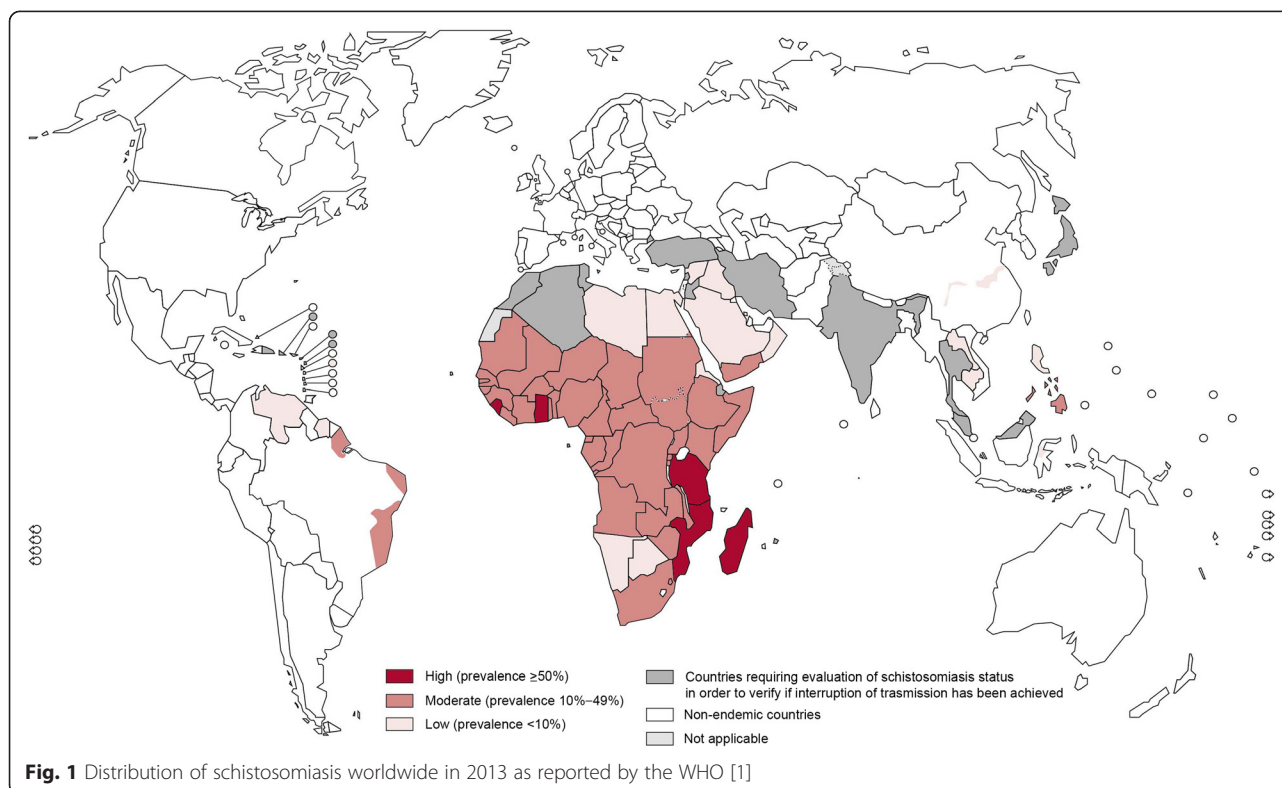 High (prevalence ≥50%)
Moderate (prevalence 10%–49%)
Low (prevalence <10%)
Countries requiring evaluation of schistosomiasis status
in order to verify if interruption of trasmission has been achieved
Non-endemic countries
Not applicable
Fig. 1 Distribution of schistosomiasis worldwide in 2013 as reported by the WHO [1]